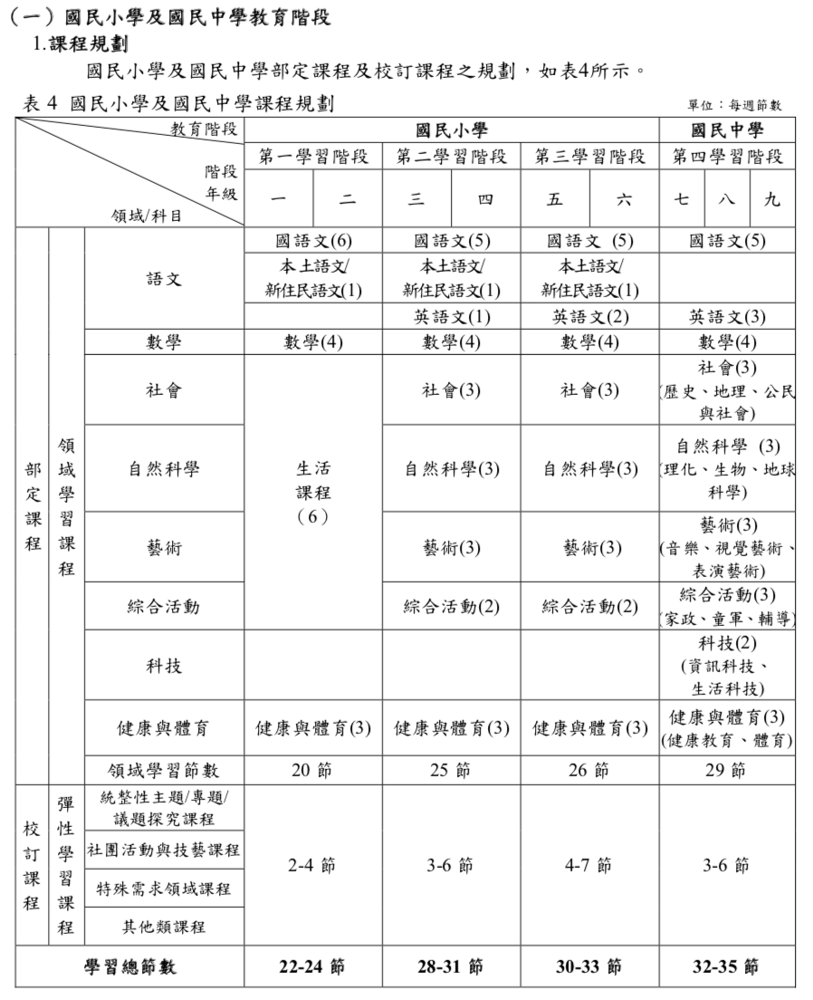 （一）國民小學及國民中學教育階段
1.課程規劃
國民小學及國民中學部定課程及校訂課程之規劃，如表4所示。
表 4 國民小學及國民中學課程規劃
單位：每週節數
教育階段
國民小學
國民中學
階段
年級
領域/科目
第一學習階段
第二學習階段
第三學習階段
第四學習階段
一
二
三
四
五
六
七
八
九
部定課程
領域學習課程
語文
國語文(6)
國語文(5)
國語文 (5)
國語文(5)
本土語文/
新住民語文(1)
本土語文/
新住民語文(1)
本土語文/
新住民語文(1)
英語文(1)
英語文(2)
英語文(3)
數學
數學(4)
數學(4)
數學(4)
數學(4)
社會
生活
課程
（6）
社會(3)
社會(3)
社會(3)
(歷史、地理、公民
與社會)
自然科學
自然科學(3)
自然科學(3)
自然科學 (3)
(理化、生物、地球
科學)
藝術
藝術(3)
藝術(3)
藝術(3)
(音樂、視覺藝術、
表演藝術)
綜合活動
綜合活動(2)
綜合活動(2)
綜合活動(3)
(家政、童軍、輔導)
科技
科技(2)
(資訊科技、
生活科技)
健康與體育
健康與體育(3)
健康與體育(3)
健康與體育(3)
健康與體育(3)
(健康教育、體育)
領域學習節數
20 節
25 節
26 節
29 節
校訂課程
彈性學習課程
統整性主題/專題/
議題探究課程
社團活動與技藝課程
特殊需求領域課程
其他類課程
2-4 節
3-6 節
4-7 節
3-6 節
學習總節數
22-24 節
28-31 節
30-33 節
32-35 節